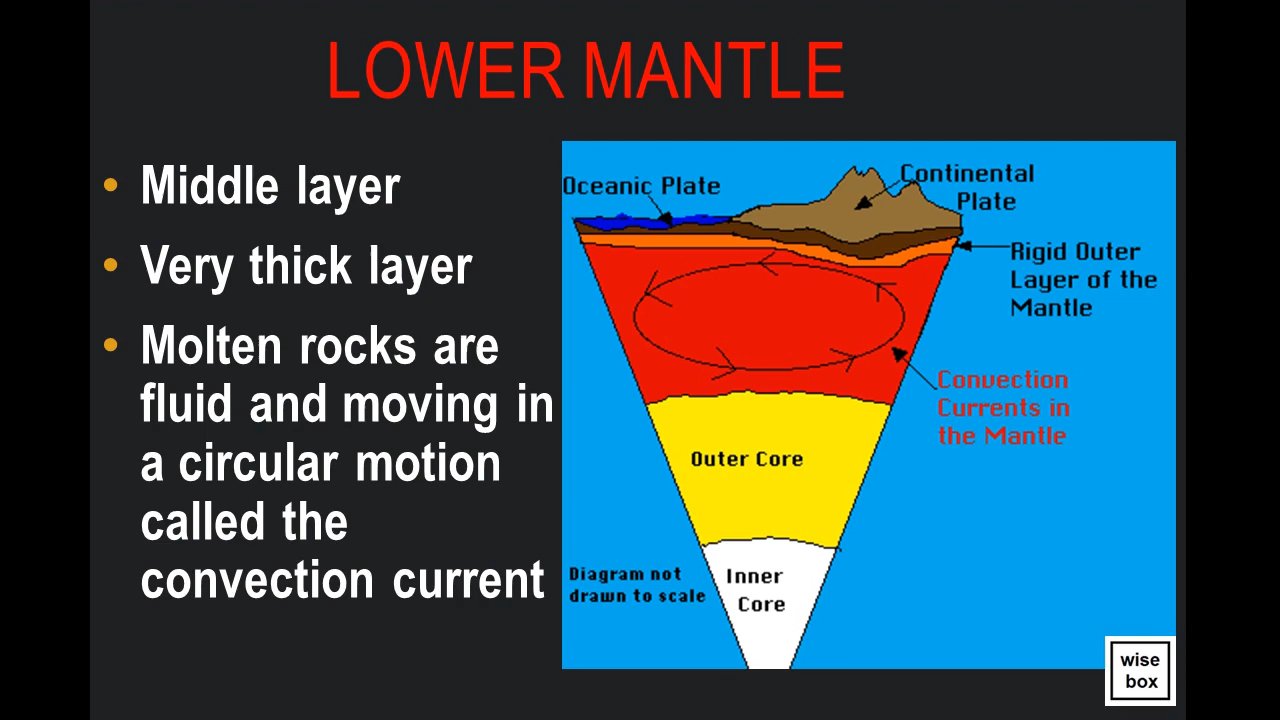 LOWER MANTLE
• Middle layer
• Very thick layer
• Molten rocks are
fluid and moving in
a circular motion
called the
convection current
Oceanic Plate
Continental
Plate
Rigid Outer
Layer of the
Mantle
Convection
Currents in
the Mantle
Outer Core
Inner
Core
Diagram not
drawn to scale
wise
box